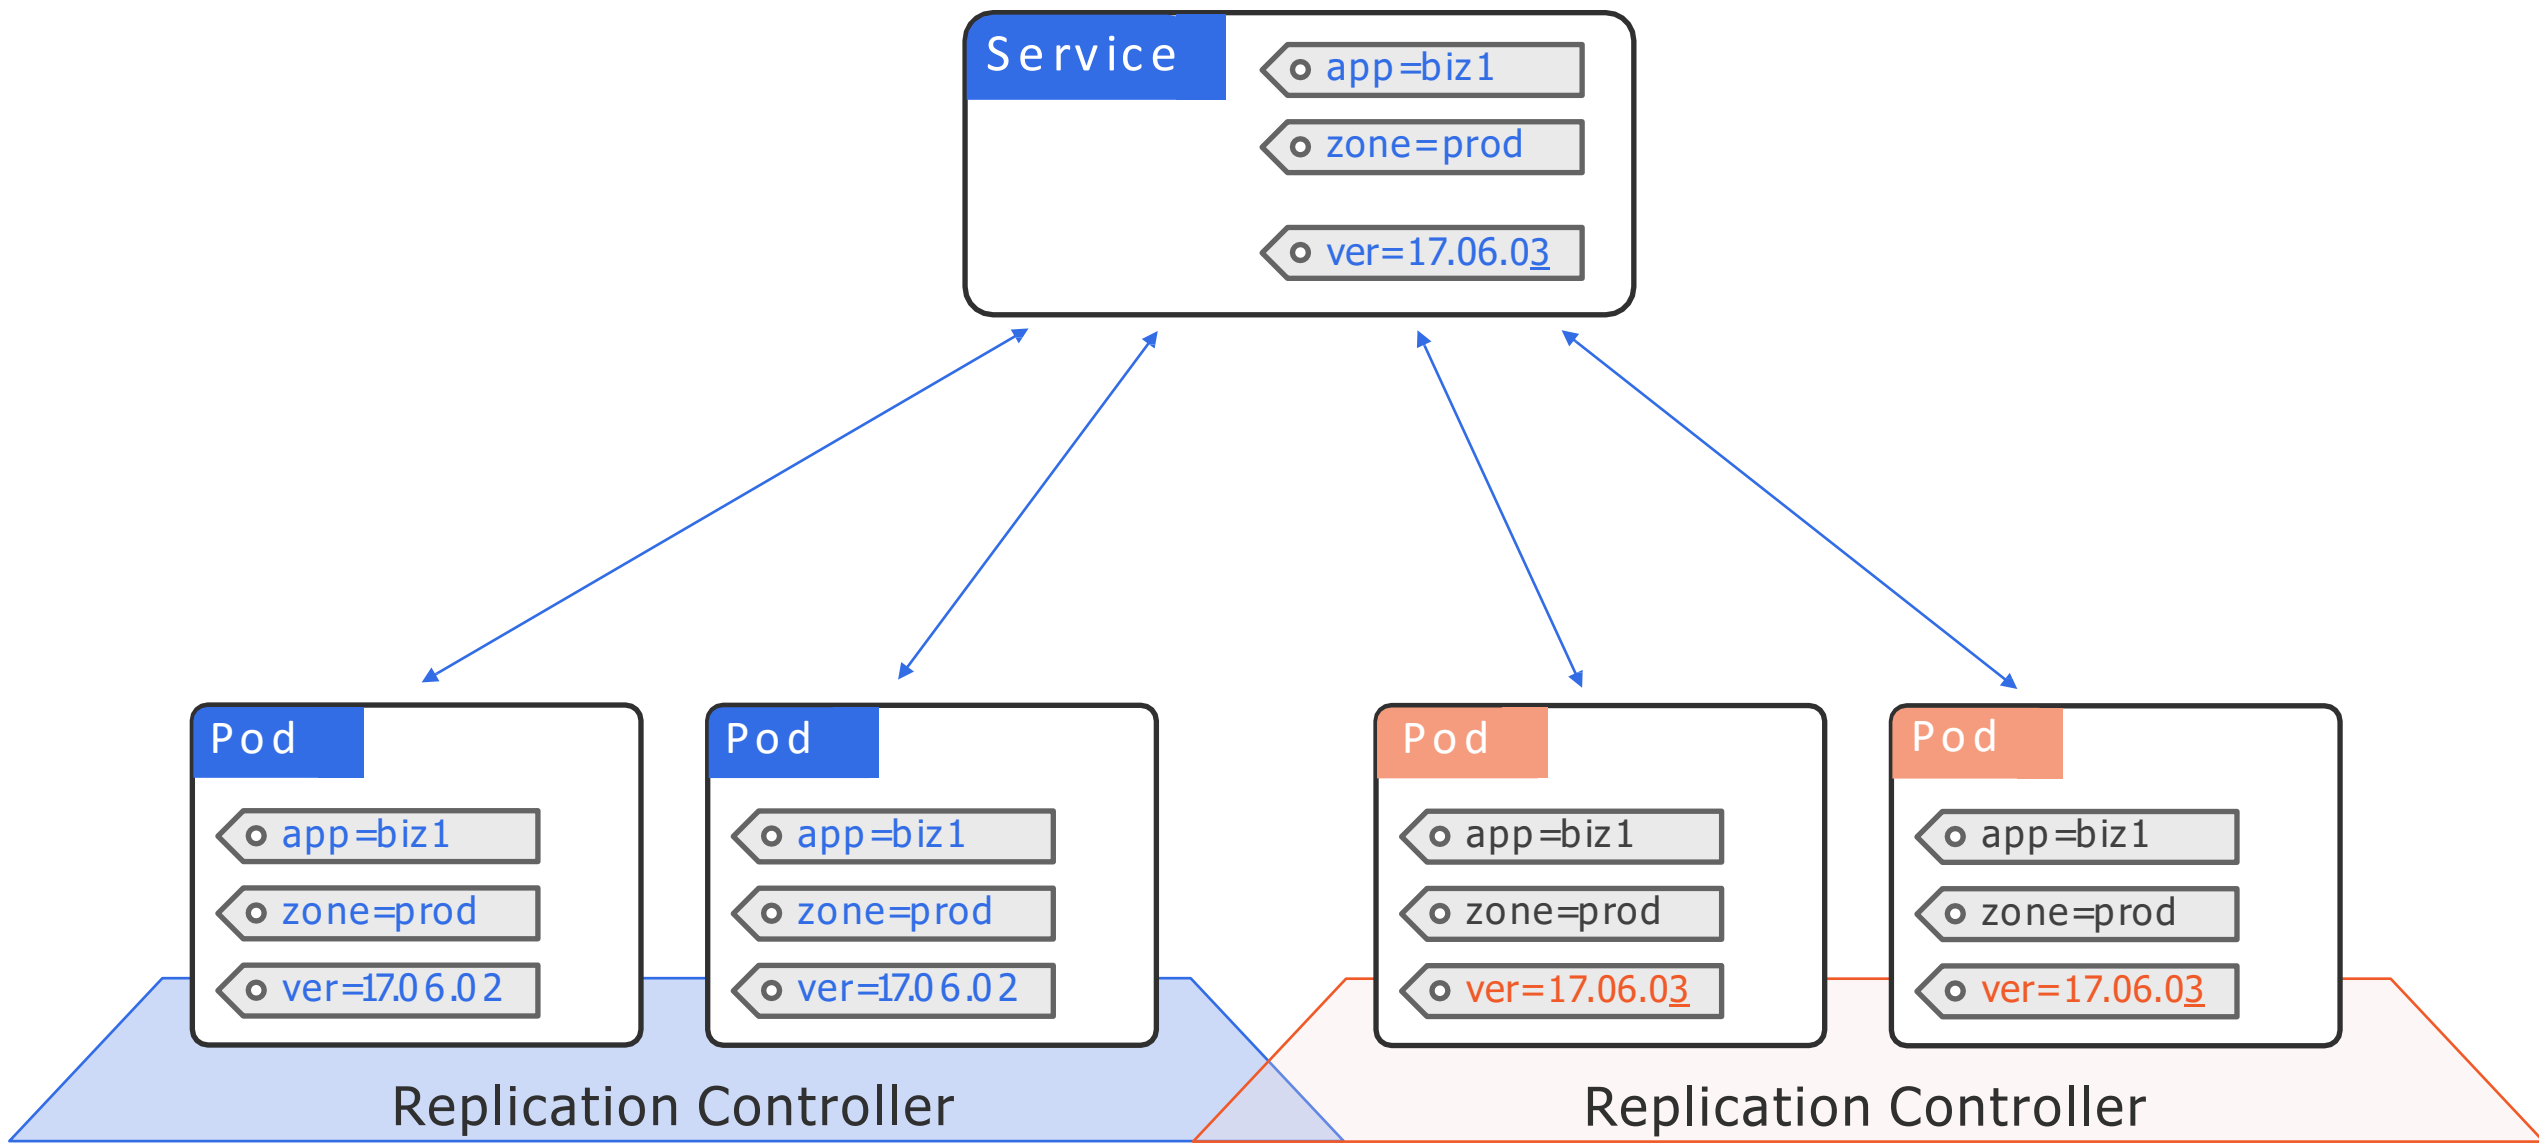 Service
app=biz1
zone=prod
ver=17.06.03
Pod
app=biz1
zone=prod
ver=17.06.02
Pod
app=biz1
zone=prod
ver=17.06.02
Pod
app=biz1
zone=prod
ver=17.06.03
Pod
app=biz1
zone=prod
ver=17.06.03
Replication Controller
Replication Controller